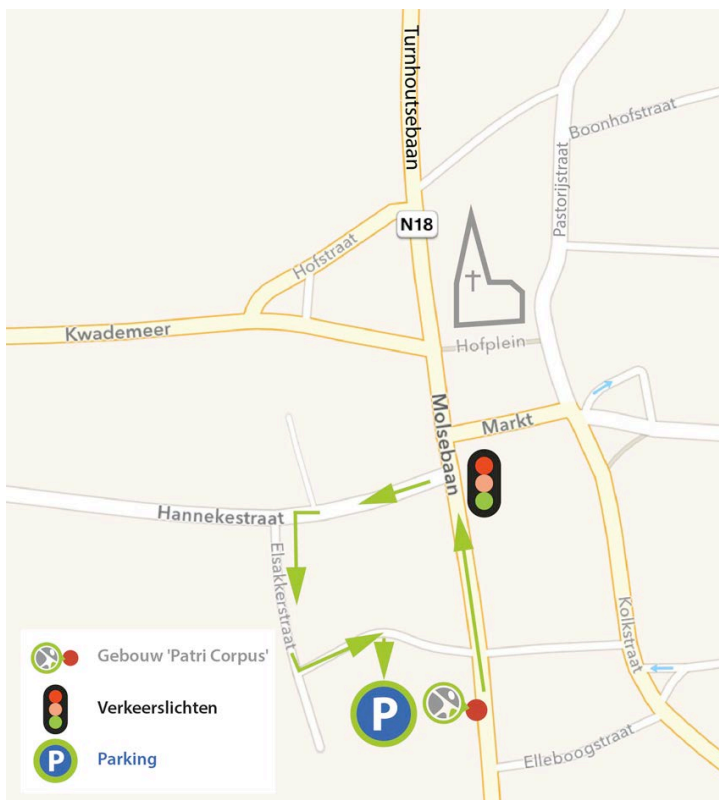 Turnhoutsebaan
Boonhofstraat
Pastorijstraat
N18
Hofstraat
Kwademeer
Hofplein
Molsebaan
Markt
Hannekestraat
Elsakkerstraat
Kolkstraat
Gebouw 'Patri Corpus'
Verkeerslichten
P
P Parking
Elleboogstraat